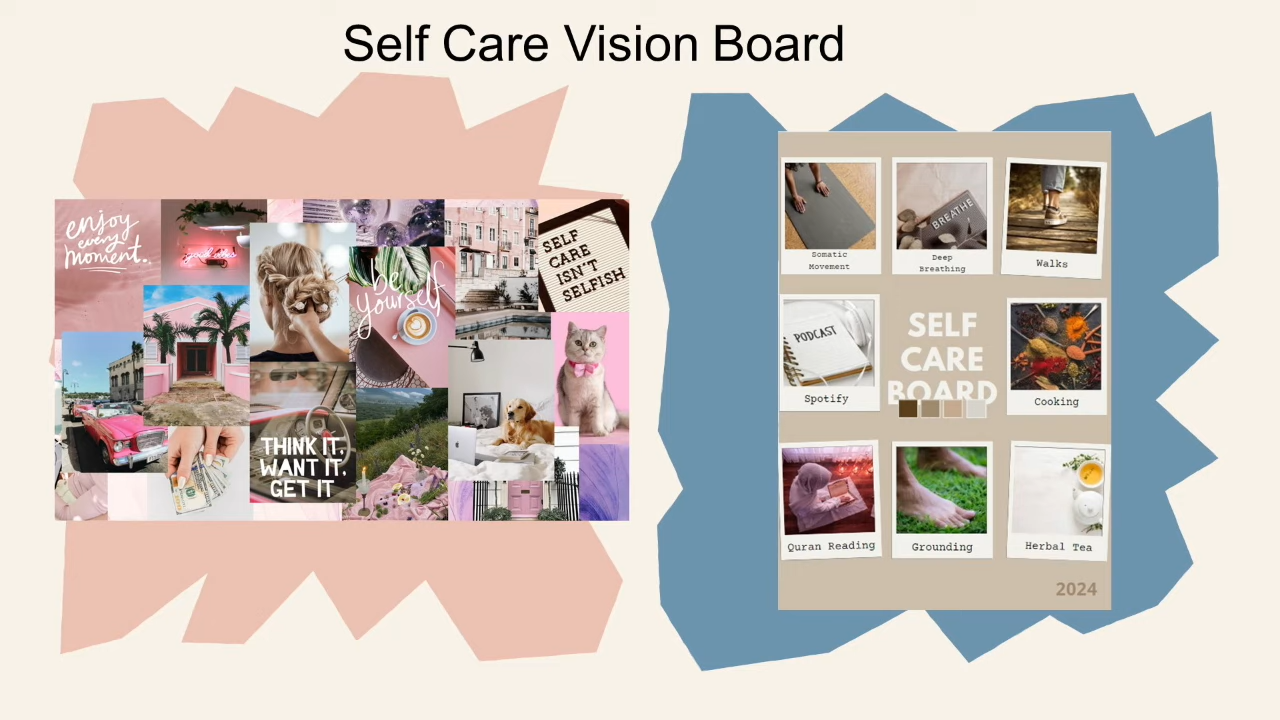 Self Care Vision Board
enjoy
every
moment.
be
yourself
SELF
CARE
ISN'T
SELFISH
THINK IT,
WANT IT,
GET IT
Somatic
Movement
BREATHE
Deep
Breathing
Walks
PODCAST
Spotify
SELF
CARE
BOARD
Cooking
Quran Reading
Grounding
Herbal Tea
2024